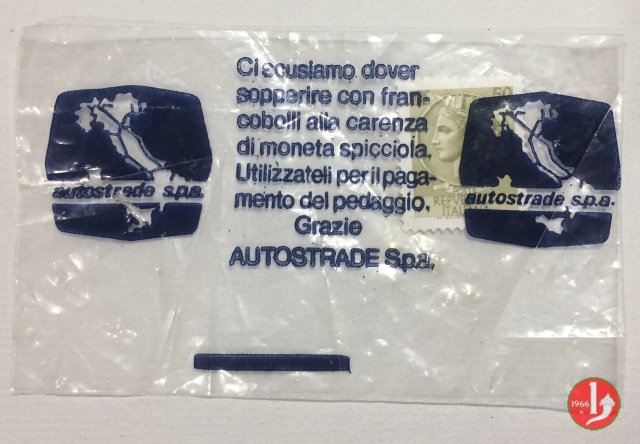 Ci scusiamo dover
sopperire con fran-
cobolli alla carenza
di moneta spicciola.
Utilizzateli per il paga-
mento del pedaggio.
Grazie
AUTOSTRADE S.p.a.
autostrade s.p.a.
autostrade s.p.a.
50
REPVBBLICA
ITALIANA
1966